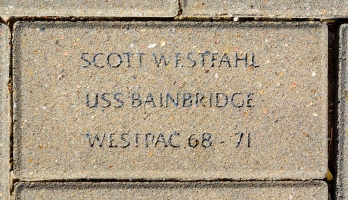 SCOTT WESTFAHL
USS BAINBRIDGE
WESTPAC 68 - 71